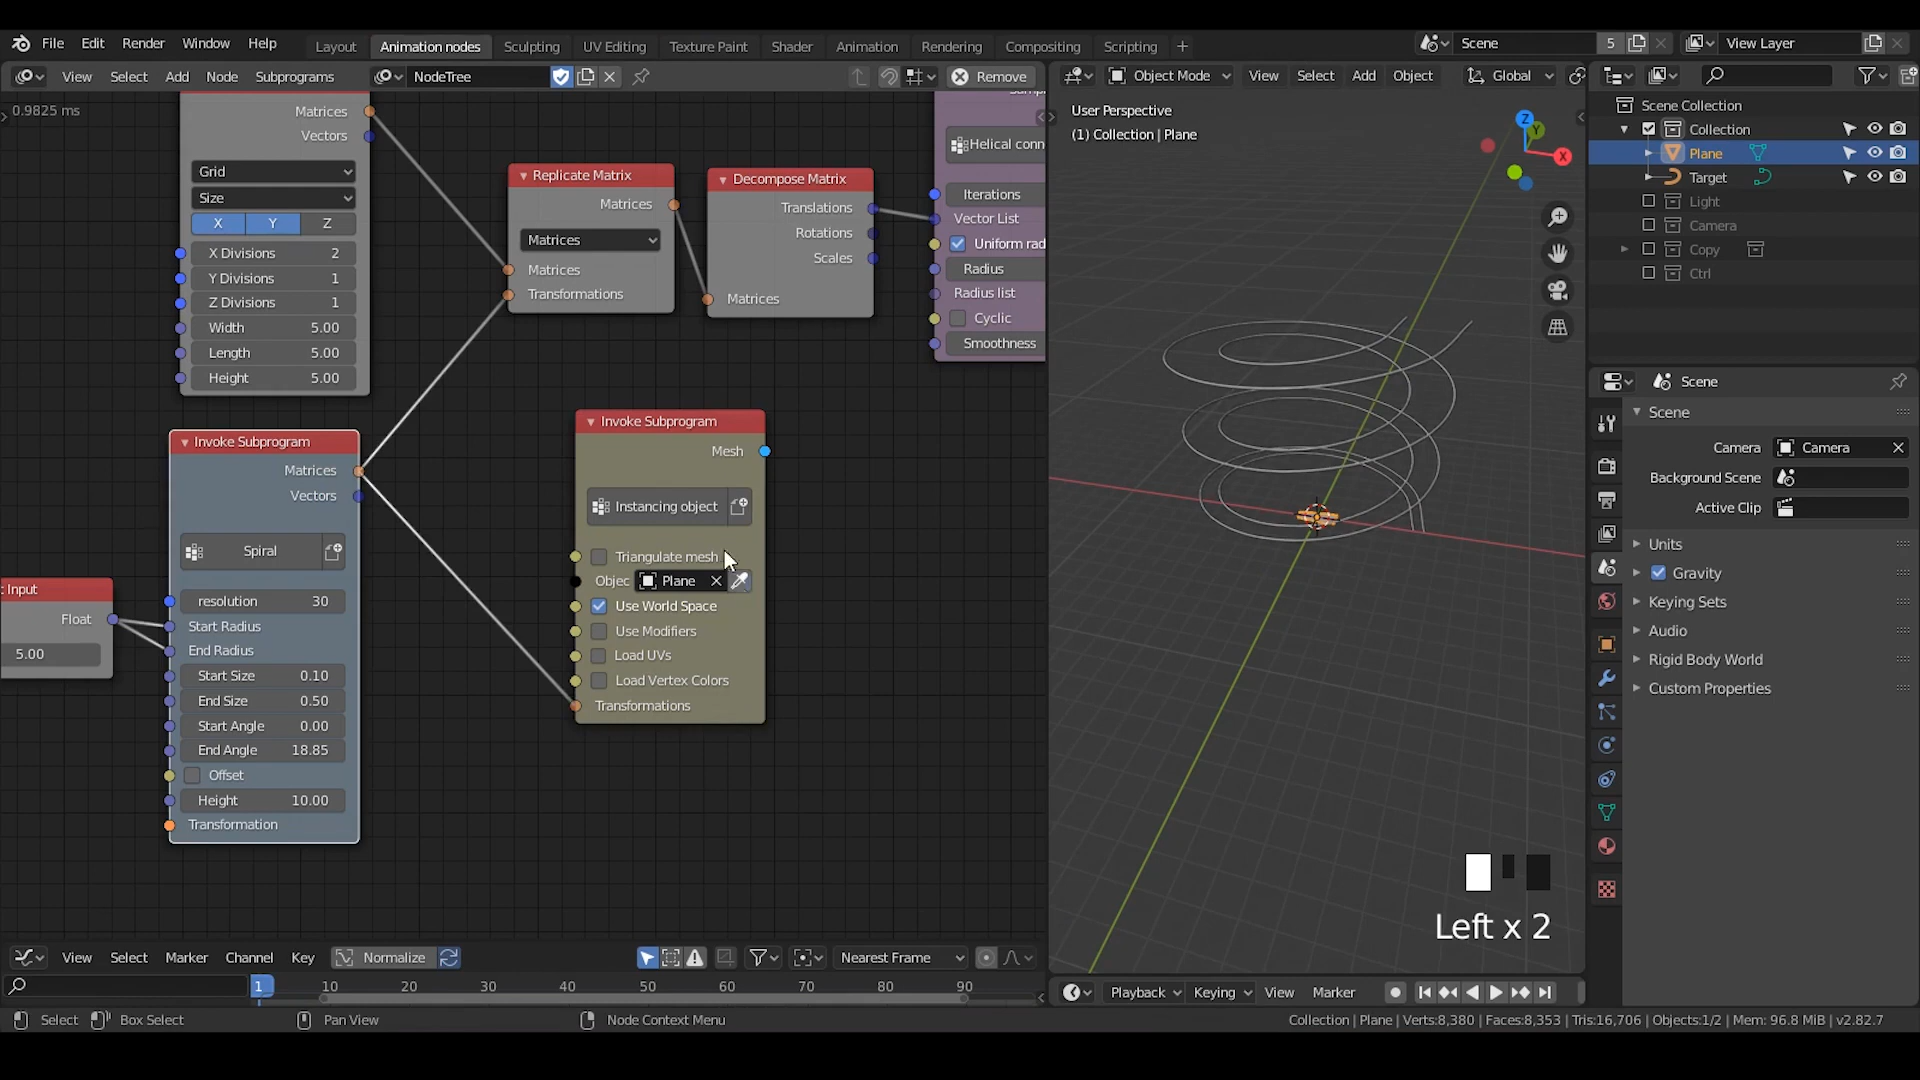 File Edit Render Window Help
Layout Animation nodes Sculpting UV Editing Texture Paint Shader Animation Rendering Compositing Scripting
Scene 5 View Layer
View Select Add Node Subprograms NodeTree Remove
Object Mode View Select Add Object Global
0.9825 ms
Matrices
Vectors
Grid
Size
X Y Z
X Divisions 2
Y Divisions 1
Z Divisions 1
Width 5.00
Length 5.00
Height 5.00
Replicate Matrix
Matrices
Matrices
Matrices
Transformations
Decompose Matrix
Translations
Rotations
Scales
Matrices
Helical conn
Iterations
Vector List
Uniform rad
Radius
Radius list
Cyclic
Smoothness
Invoke Subprogram
Matrices
Vectors
Spiral
resolution 30
Start Radius
End Radius
Start Size 0.10
End Size 0.50
Start Angle 0.00
End Angle 18.85
Offset
Height 10.00
Transformation
t Input
Float
5.00
Invoke Subprogram
Mesh
Instancing object
Triangulate mesh
Objec Plane
Use World Space
Use Modifiers
Load UVs
Load Vertex Colors
Transformations
User Perspective
(1) Collection | Plane
Z
Y
X
Left x 2
Scene Collection
Collection
Plane
Target
Light
Camera
Copy
Ctrl
Scene
Scene
Camera Camera
Background Scene
Active Clip
Units
Gravity
Keying Sets
Audio
Rigid Body World
Custom Properties
View Select Marker Channel Key Normalize Nearest Frame
1 10 20 30 40 50 60 70 80 90
Playback Keying View Marker
Select Box Select Pan View Node Context Menu
Collection | Plane | Verts:8,380 | Faces:8,353 | Tris:16,706 | Objects:1/2 | Mem: 96.8 MiB | v2.82.7